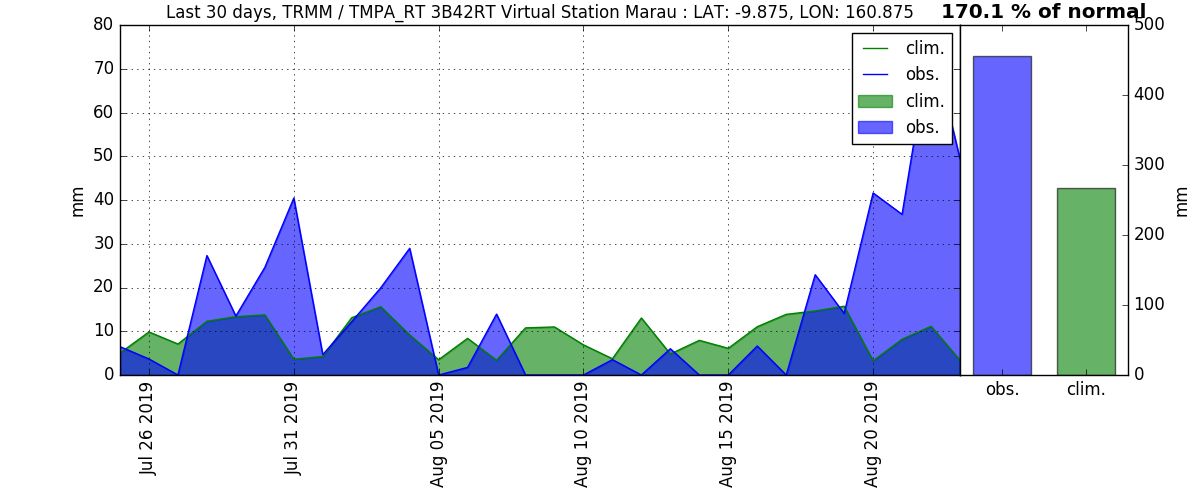 Last 30 days, TRMM / TMPA_RT 3B42RT Virtual Station Marau : LAT: -9.875, LON: 160.875
170.1 % of normal
80
70
60
50
40
30
20
10
0
mm
clim.
obs.
clim.
obs.
500
400
300
200
100
0
mm
obs.
clim.
Jul 26 2019
Jul 31 2019
Aug 05 2019
Aug 10 2019
Aug 15 2019
Aug 20 2019